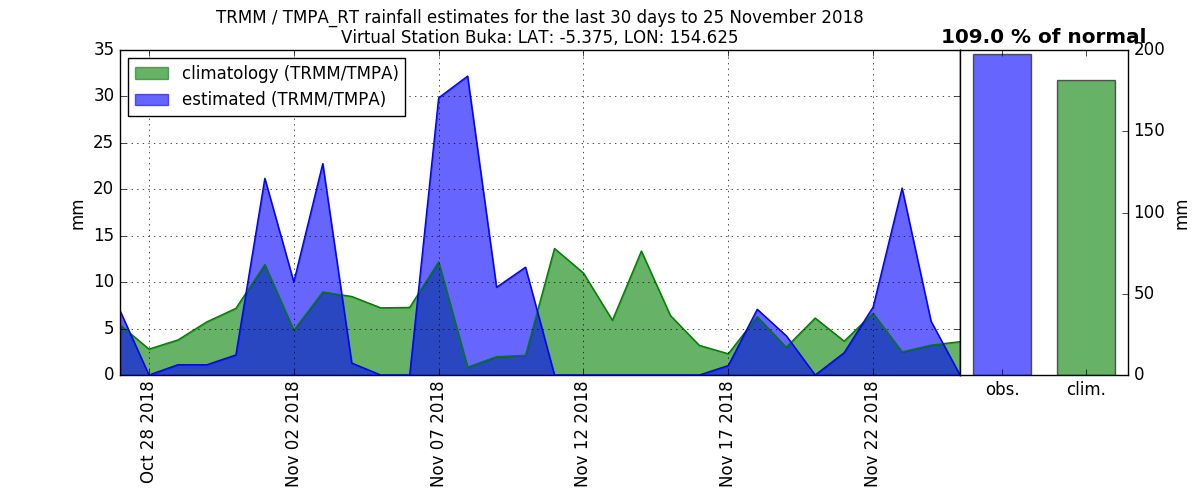 TRMM / TMPA_RT rainfall estimates for the last 30 days to 25 November 2018
Virtual Station Buka: LAT: -5.375, LON: 154.625
109.0 % of normal
climatology (TRMM/TMPA)
estimated (TRMM/TMPA)
35
30
25
20
15
10
5
0
mm
Oct 28 2018
Nov 02 2018
Nov 07 2018
Nov 12 2018
Nov 17 2018
Nov 22 2018
200
150
100
50
0
mm
obs.
clim.